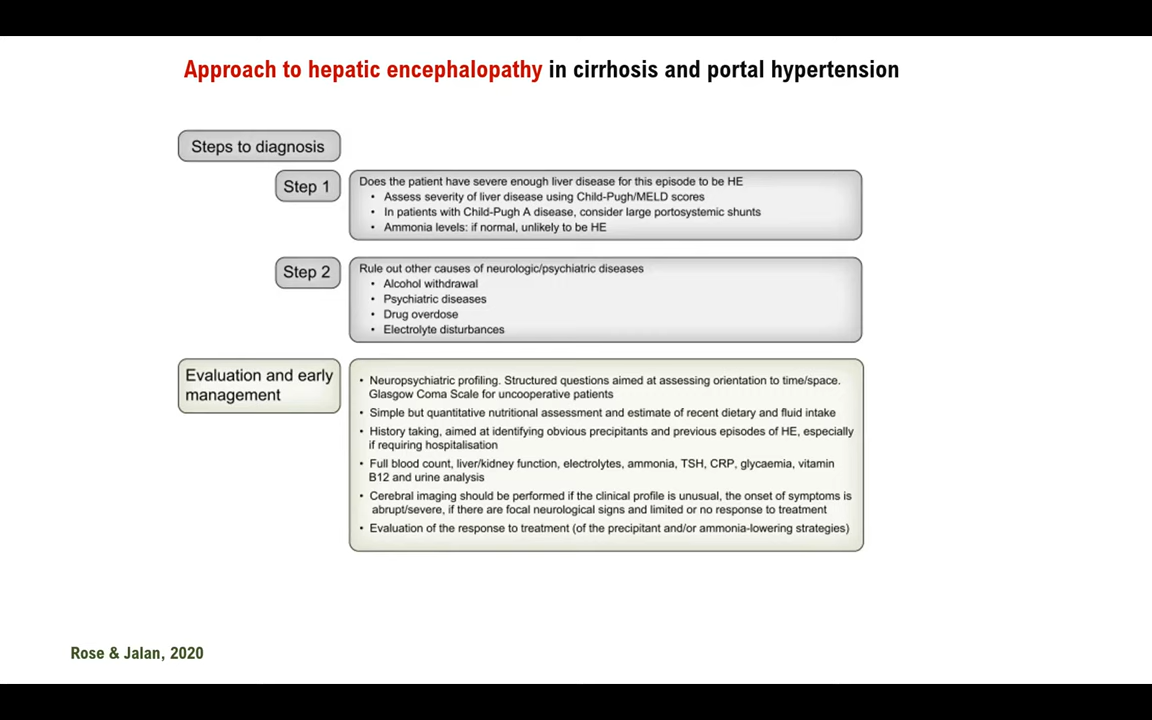 Approach to hepatic encephalopathy in cirrhosis and portal hypertension
Steps to diagnosis
Step 1
Does the patient have severe enough liver disease for this episode to be HE
• Assess severity of liver disease using Child-Pugh/MELD scores
• In patients with Child-Pugh A disease, consider large portosystemic shunts
• Ammonia levels: if normal, unlikely to be HE
Step 2
Rule out other causes of neurologic/psychiatric diseases
• Alcohol withdrawal
• Psychiatric diseases
• Drug overdose
• Electrolyte disturbances
Evaluation and early
management
• Neuropsychiatric profiling. Structured questions aimed at assessing orientation to time/space.
Glasgow Coma Scale for uncooperative patients
• Simple but quantitative nutritional assessment and estimate of recent dietary and fluid intake
• History taking, aimed at identifying obvious precipitants and previous episodes of HE, especially
if requiring hospitalisation
• Full blood count, liver/kidney function, electrolytes, ammonia, TSH, CRP, glycaemia, vitamin
B12 and urine analysis
• Cerebral imaging should be performed if the clinical profile is unusual, the onset of symptoms is
abrupt/severe, if there are focal neurological signs and limited or no response to treatment
• Evaluation of the response to treatment (of the precipitant and/or ammonia-lowering strategies)
Rose & Jalan, 2020